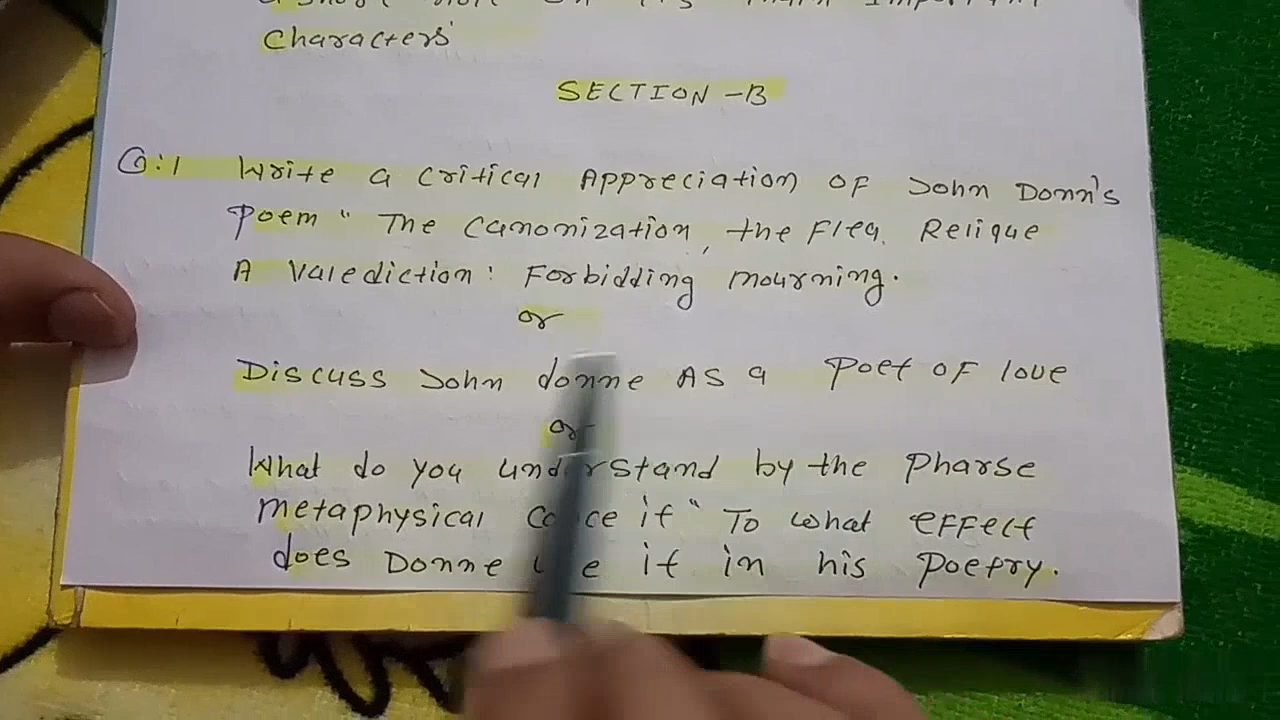 characters
SECTION -B
Q:1 Write a critical Appreciation OF John Donn's
Poem " The Canonization, the Flea, Relique
A Valediction: Forbidding mourning.
or
Discuss John donne As a Poet OF love
or
What do you understand by the Pharse
metaphysical Conceit" To what effect
does Donne use it in his Poetry.